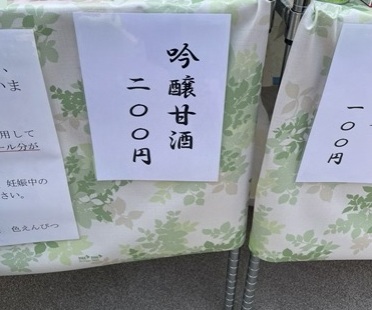 吟醸甘酒
二〇〇円
いま
用して
ール分が
妊娠中の
さい。
色えんぴつ
一〇〇円